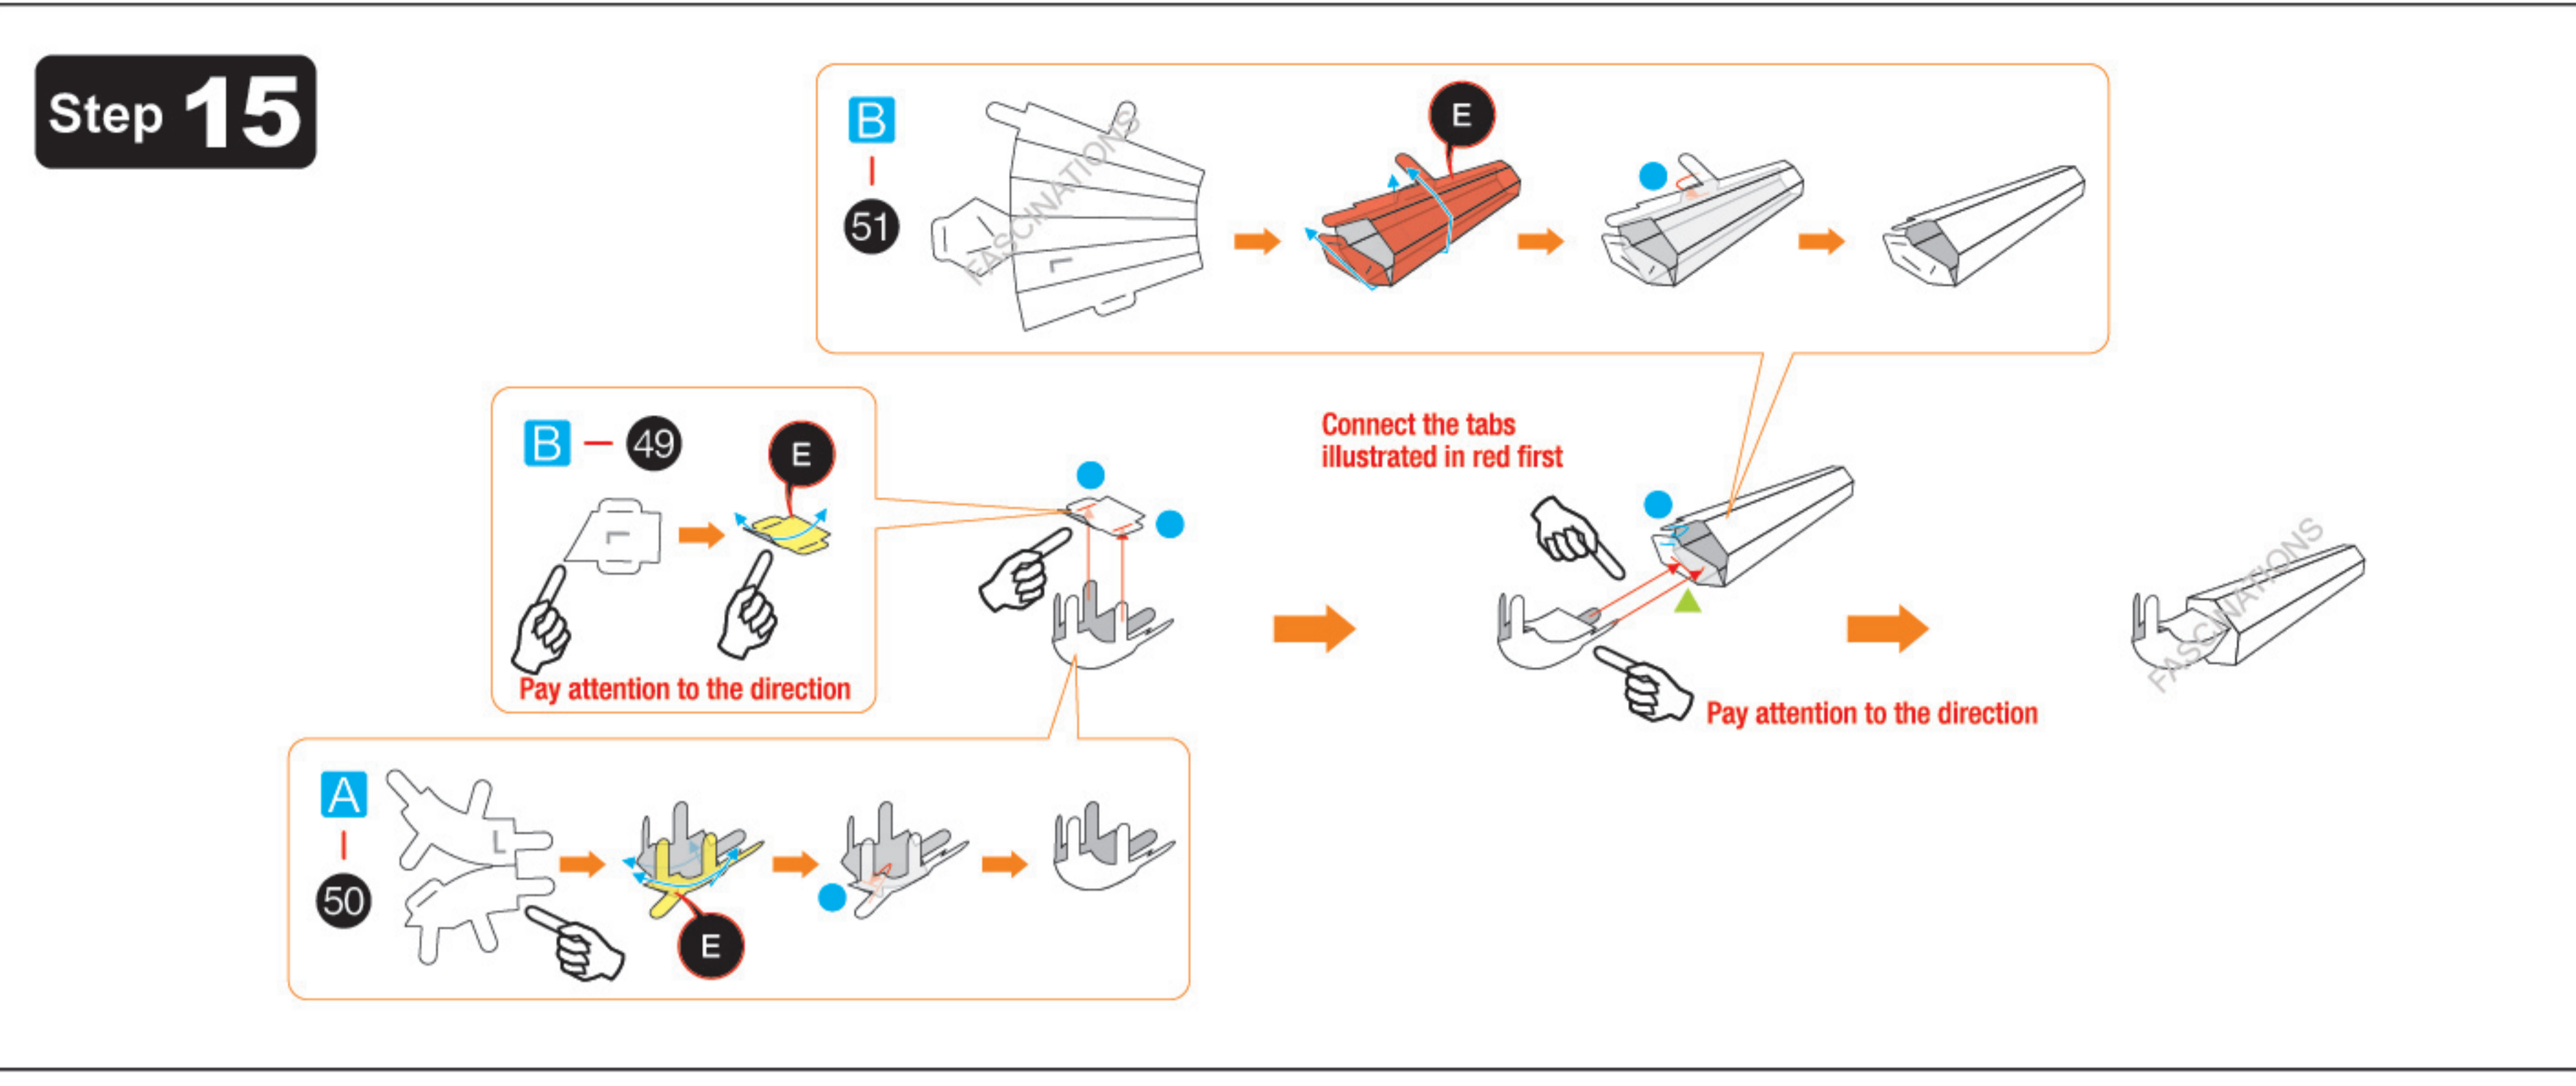 Step 15
B
51
FASCINATIONS
L
E
B - 49
L
E
Pay attention to the direction
Connect the tabs
illustrated in red first
Pay attention to the direction
FASCINATIONS
A
50
L
E